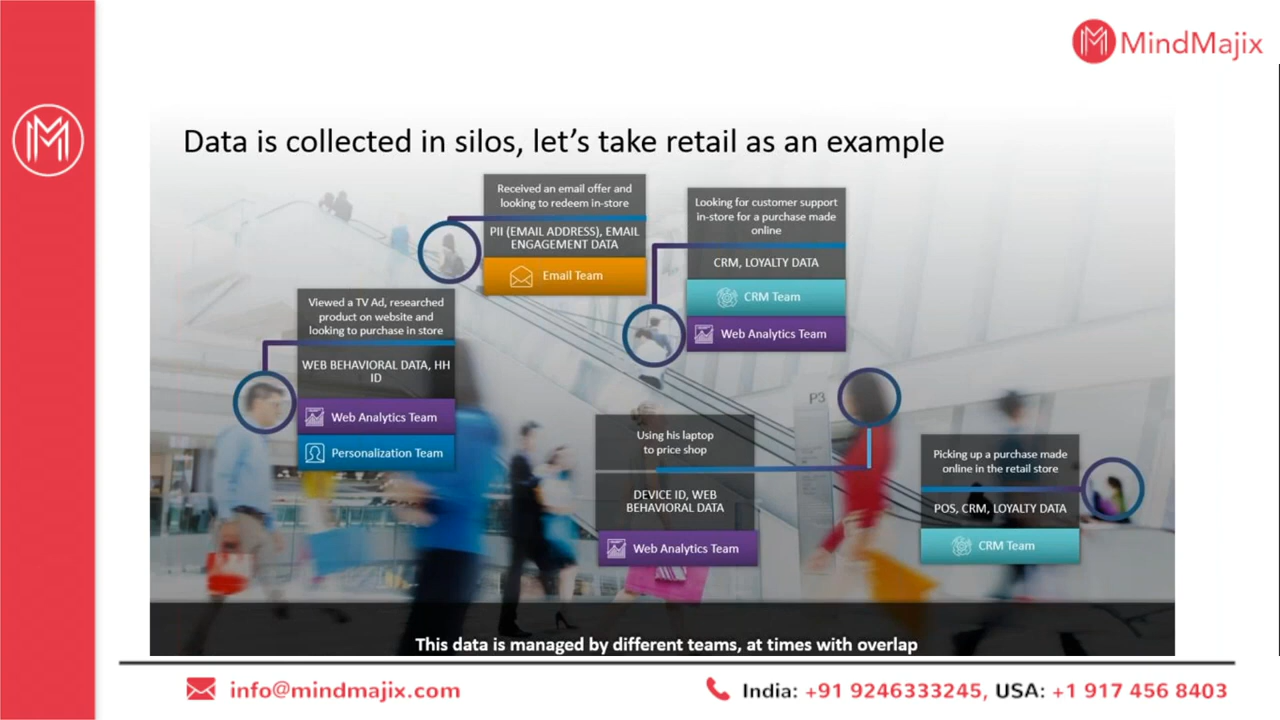 MindMajix
Data is collected in silos, let's take retail as an example
Received an email offer and
looking to redeem in-store
PII (EMAIL ADDRESS), EMAIL
ENGAGEMENT DATA
Email Team
Looking for customer support
in-store for a purchase made
online
CRM, LOYALTY DATA
CRM Team
Web Analytics Team
Viewed a TV Ad, researched
product on website and
looking to purchase in store
WEB BEHAVIORAL DATA, HH
ID
Web Analytics Team
Personalization Team
P3
Using his laptop
to price shop
DEVICE ID, WEB
BEHAVIORAL DATA
Web Analytics Team
Picking up a purchase made
online in the retail store
POS, CRM, LOYALTY DATA
CRM Team
This data is managed by different teams, at times with overlap
info@mindmajix.com
India: +91 9246333245, USA: +1 917 456 8403